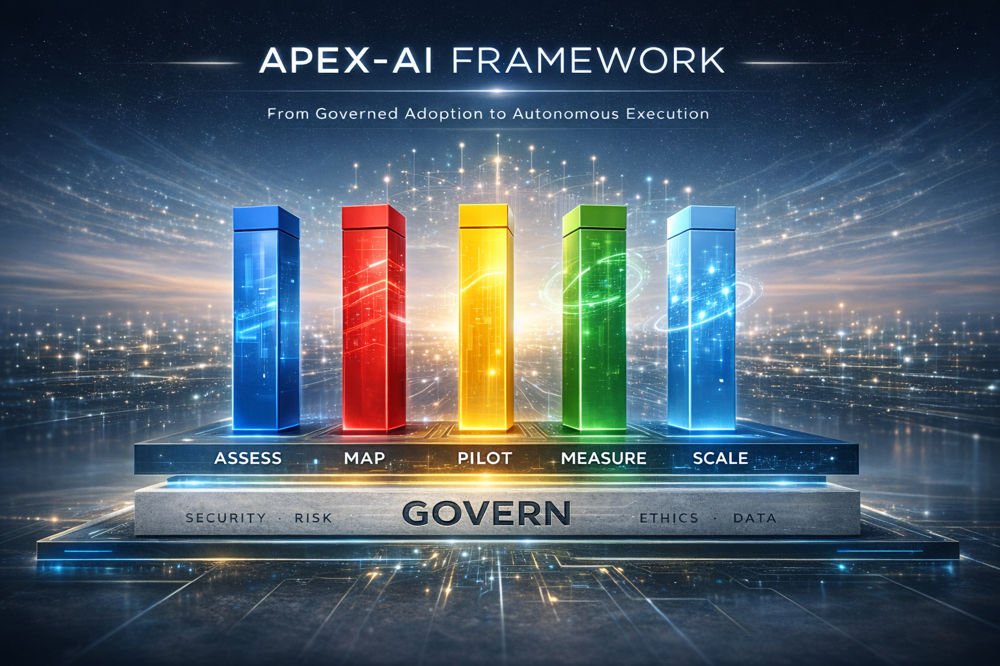 APEX-AI FRAMEWORK
From Governed Adoption to Autonomous Execution
ASSESS MAP PILOT MEASURE SCALE
SECURITY · RISK GOVERN ETHICS · DATA